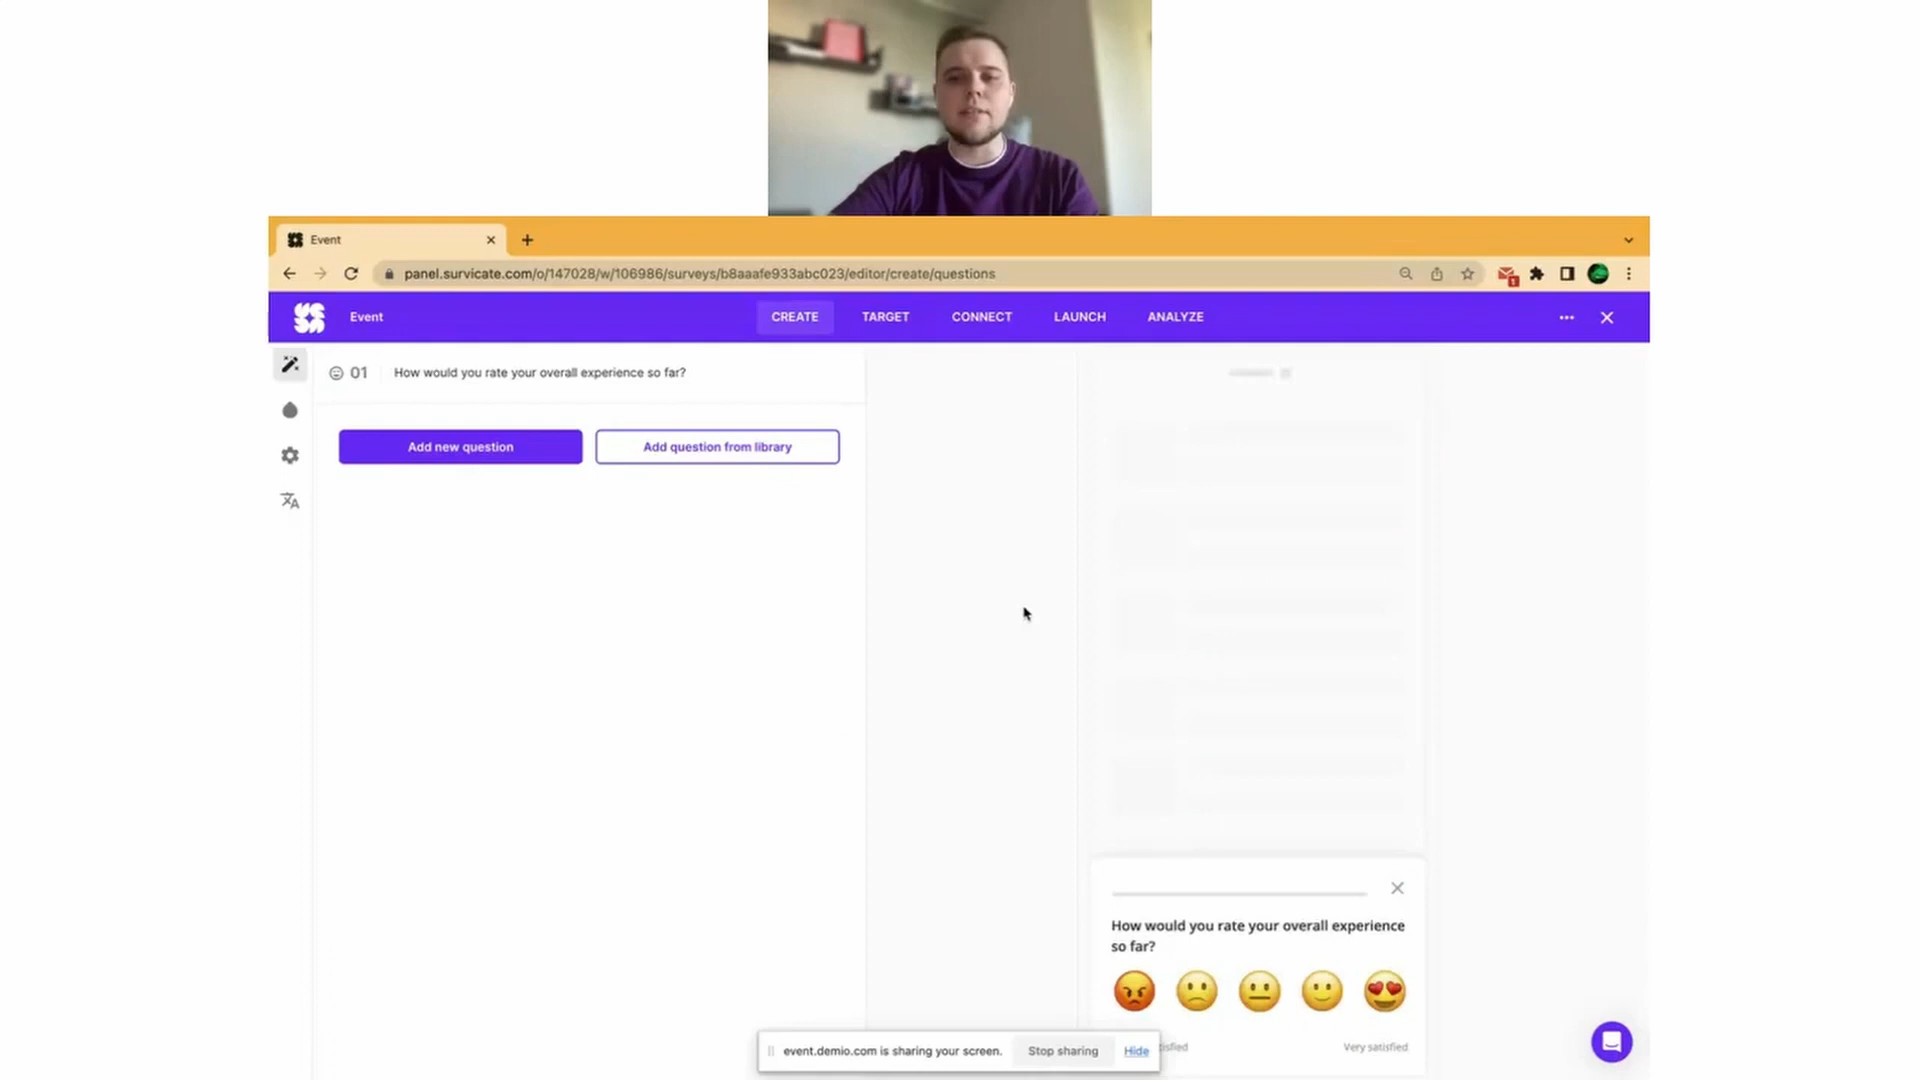 Event
panel.survicate.com/o/147028/w/106986/surveys/b8aaafe933abc023/editor/create/questions
1
Event
CREATE
TARGET
CONNECT
LAUNCH
ANALYZE
01
How would you rate your overall experience so far?
Add new question
Add question from library
How would you rate your overall experience
so far?
event.demio.com is sharing your screen.
Stop sharing
Hide
tisfied
Very satisfied